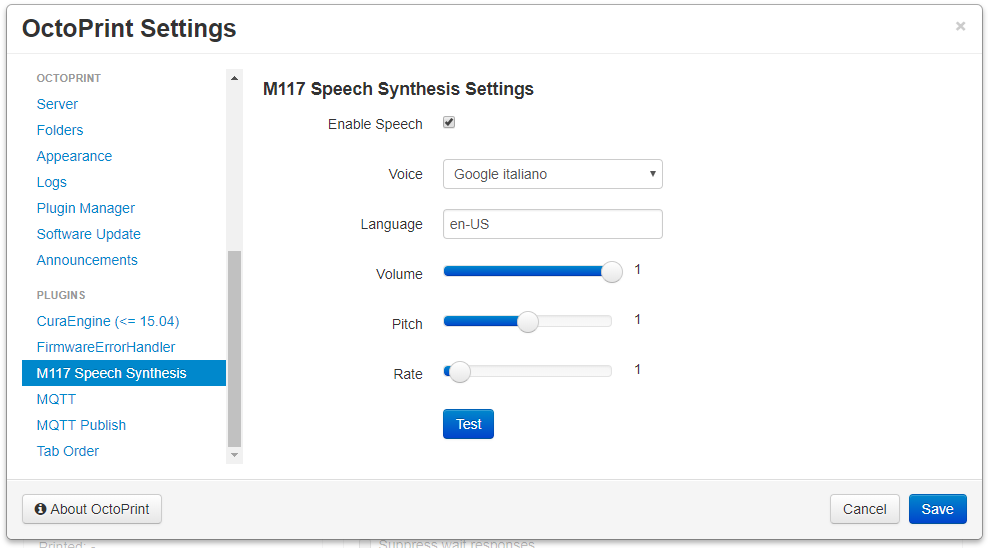 OctoPrint Settings
×
OCTOPRINT
Server
Folders
Appearance
Logs
Plugin Manager
Software Update
Announcements
PLUGINS
CuraEngine (<= 15.04)
FirmwareErrorHandler
M117 Speech Synthesis
MQTT
MQTT Publish
Tab Order
M117 Speech Synthesis Settings
Enable Speech
Voice Google italiano
Language en-US
Volume 1
Pitch 1
Rate 1
Test
About OctoPrint Cancel Save
Printed: - Suppress wait responses